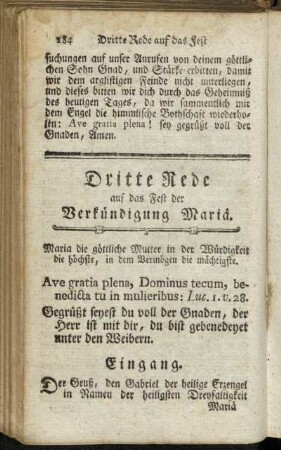 184 Dritte Rede auf das Fest
suchungen auf unser Anrufen von deinem göttli-
chen Sohn Gnad, und Stärke erbitten, damit
wir dem arglistigen Feinde nicht unterliegen,
und dieses bitten wir dich durch das Geheimniß
des heutigen Tages, da wir sammentlich mit
dem Engel die himmlische Bothschaft wiederho-
len: Ave gratia plena! sey gegrüßt voll der
Gnaden, Amen.
Dritte Rede
auf das Fest der
Verkündigung Mariä.
Maria die göttliche Mutter in der Würdigkeit
die höchste, in dem Vermögen die mächtigste.
Ave gratia plena, Dominus tecum, be-
nedicta tu in mulieribus: Luc. 1. v. 28.
Gegrüßt seyest du voll der Gnaden, der
Herr ist mit dir, du bist gebenedeyet
unter den Weibern.
Eingang.
Der Gruß, den Gabriel der heilige Erzengel
in Namen der heiligsten Dreyfaltigkeit
Mariä